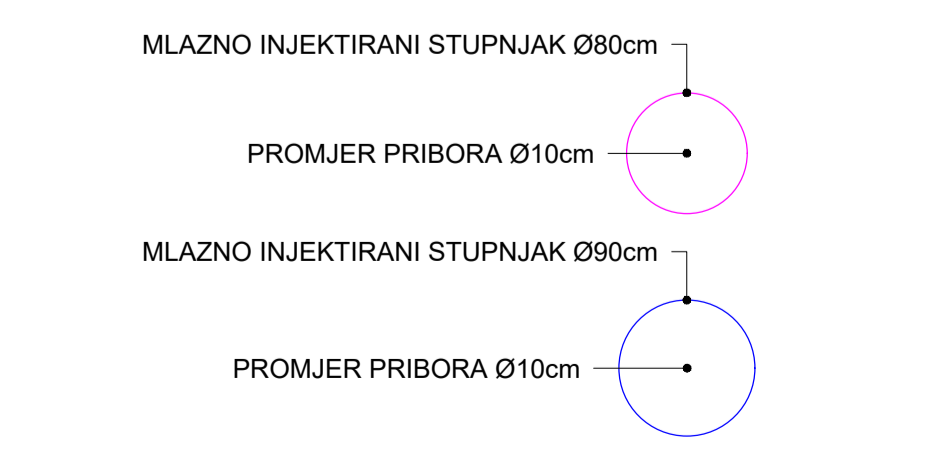 MLAZNO INJEKTIRANI STUPNJAK Ø80cm
PROMJER PRIBORA Ø10cm
MLAZNO INJEKTIRANI STUPNJAK Ø90cm
PROMJER PRIBORA Ø10cm